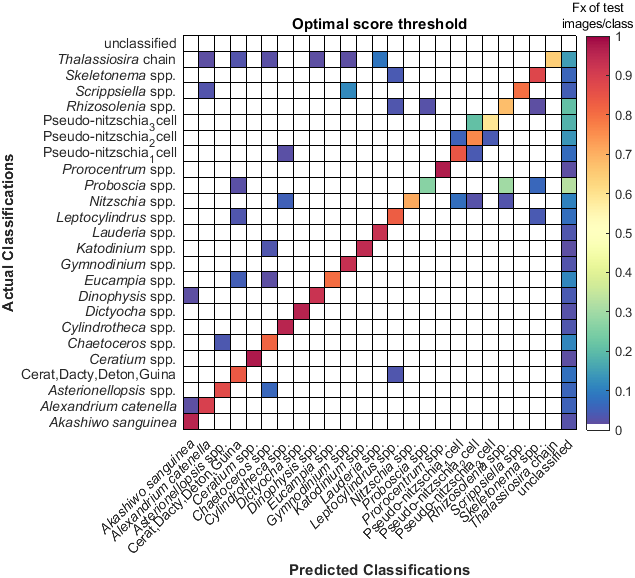 Fx of test
images/class
Optimal score threshold
unclassified
Thalassiosira chain
Skeletonema spp.
Scrippsiella spp.
Rhizosolenia spp.
Pseudo-nitzschia3cell
Pseudo-nitzschia2cell
Pseudo-nitzschia1cell
Prorocentrum spp.
Proboscia spp.
Nitzschia spp.
Leptocylindrus spp.
Lauderia spp.
Katodinium spp.
Gymnodinium spp.
Eucampia spp.
Dinophysis spp.
Dictyocha spp.
Cylindrotheca spp.
Chaetoceros spp.
Ceratium spp.
Cerat,Dacty,Deton,Guina
Asterionellopsis spp.
Alexandrium catenella
Akashiwo sanguinea
Actual Classifications
1
0.9
0.8
0.7
0.6
0.5
0.4
0.3
0.2
0.1
0
Akashiwo sanguinea
Alexandrium catenella
Asterionellopsis spp.
Cerat,Dacty,Deton,Guina
Ceratium spp.
Chaetoceros spp.
Cylindrotheca spp.
Dictyocha spp.
Dinophysis spp.
Eucampia spp.
Gymnodinium spp.
Katodinium spp.
Lauderia spp.
Leptocylindrus spp.
Nitzschia spp.
Proboscia spp.
Prorocentrum spp.
Pseudo-nitzschia1cell
Pseudo-nitzschia2cell
Pseudo-nitzschia3cell
Rhizosolenia spp.
Scrippsiella spp.
Skeletonema spp.
Thalassiosira chain
unclassified
Predicted Classifications